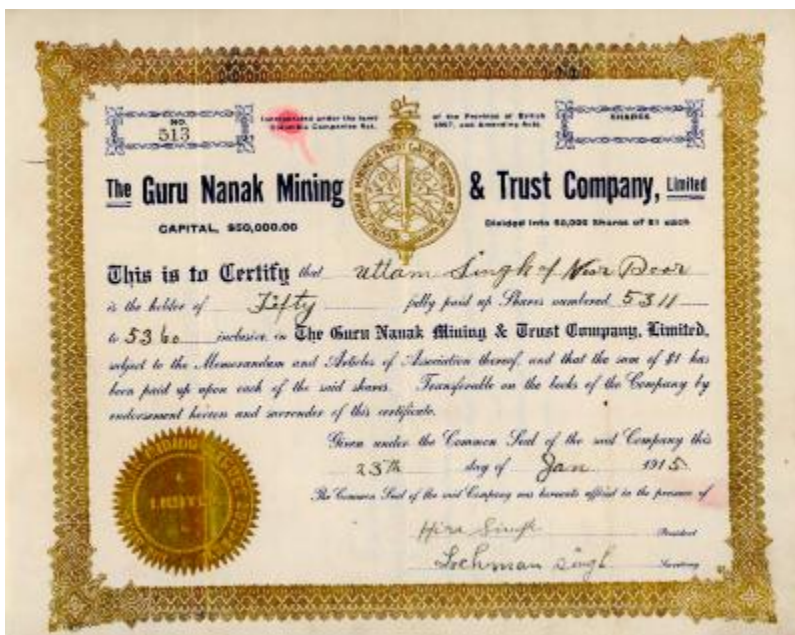 NO.
513
Incorporated under the laws of the Province of British
Columbia Companies Act, 1897, and Amending Acts.
SHARES
The Guru Nanak Mining & Trust Company, Limited
CAPITAL, $50,000.00
Divided into 50,000 Shares of $1 each
This is to Certify that Uttam Singh of
is the holder of Fifty fully paid up Shares numbered 5311
to 5360 inclusive in The Guru Nanak Mining & Trust Company, Limited,
subject to the Memorandum and Articles of Association thereof, and that the sum of $1 has
been paid up upon each of the said shares. Transferable on the books of the Company by
endorsement hereon and surrender of this certificate.
Given under the Common Seal of the said Company this
23th day of Jan 1915
The Common Seal of the said Company was hereunto affixed in the presence of
Hira Singh President
Lochman Singh Secretary